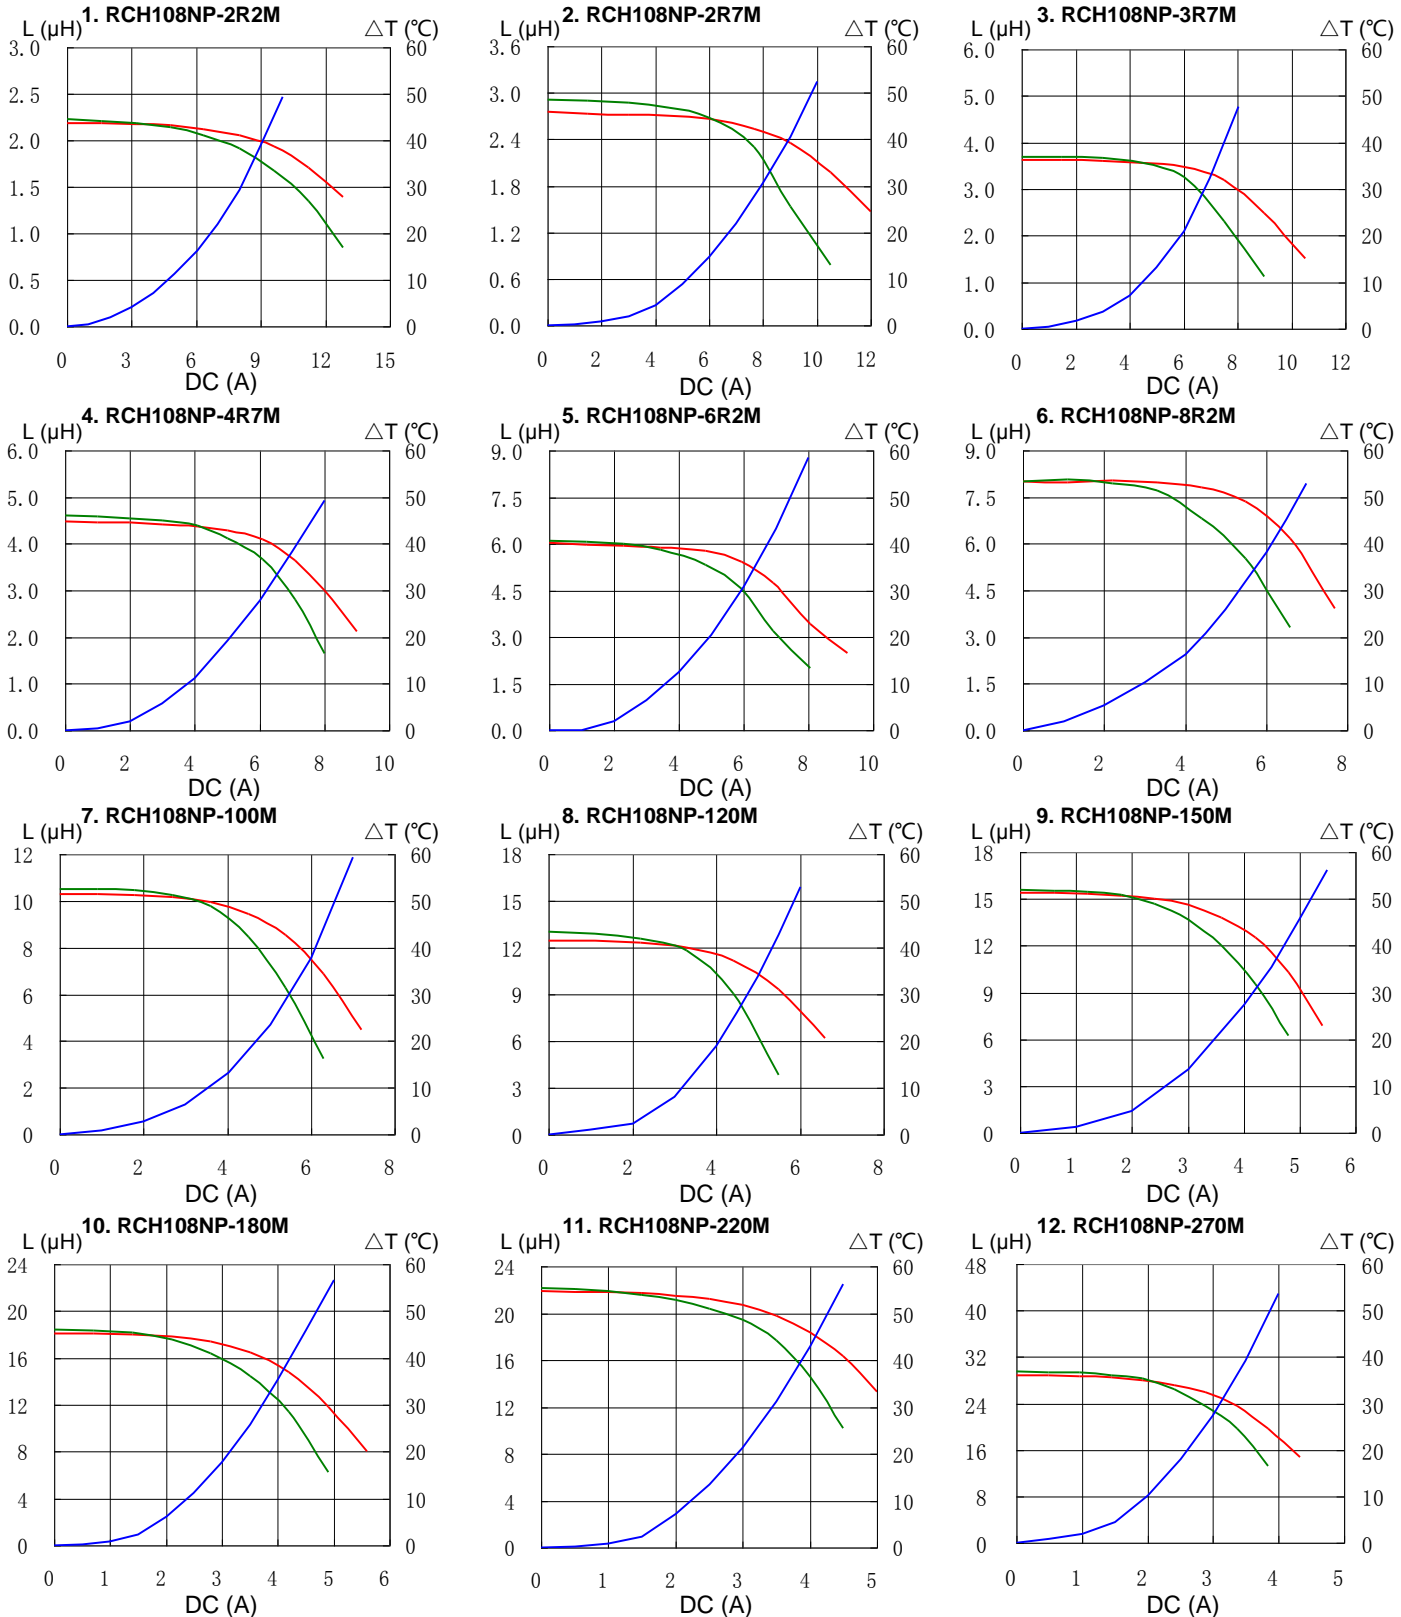 1. RCH108NP-2R2M
L (µH) △T (℃)
3.0 60
2.5 50
2.0 40
1.5 30
1.0 20
0.5 10
0.0 0
0 3 6 9 12 15
DC (A)
2. RCH108NP-2R7M
L (µH) △T (℃)
3.6 60
3.0 50
2.4 40
1.8 30
1.2 20
0.6 10
0.0 0
0 2 4 6 8 10 12
DC (A)
3. RCH108NP-3R7M
L (µH) △T (℃)
6.0 60
5.0 50
4.0 40
3.0 30
2.0 20
1.0 10
0.0 0
0 2 4 6 8 10 12
DC (A)
4. RCH108NP-4R7M
L (µH) △T (℃)
6.0 60
5.0 50
4.0 40
3.0 30
2.0 20
1.0 10
0.0 0
0 2 4 6 8 10
DC (A)
5. RCH108NP-6R2M
L (µH) △T (℃)
9.0 60
7.5 50
6.0 40
4.5 30
3.0 20
1.5 10
0.0 0
0 2 4 6 8 10
DC (A)
6. RCH108NP-8R2M
L (µH) △T (℃)
9.0 60
7.5 50
6.0 40
4.5 30
3.0 20
1.5 10
0.0 0
0 2 4 6 8
DC (A)
7. RCH108NP-100M
L (µH) △T (℃)
12 60
10 50
8 40
6 30
4 20
2 10
0 0
0 2 4 6 8
DC (A)
8. RCH108NP-120M
L (µH) △T (℃)
18 60
15 50
12 40
9 30
6 20
3 10
0 0
0 2 4 6 8
DC (A)
9. RCH108NP-150M
L (µH) △T (℃)
18 60
15 50
12 40
9 30
6 20
3 10
0 0
0 1 2 3 4 5 6
DC (A)
10. RCH108NP-180M
L (µH) △T (℃)
24 60
20 50
16 40
12 30
8 20
4 10
0 0
0 1 2 3 4 5 6
DC (A)
11. RCH108NP-220M
L (µH) △T (℃)
24 60
20 50
16 40
12 30
8 20
4 10
0 0
0 1 2 3 4 5
DC (A)
12. RCH108NP-270M
L (µH) △T (℃)
48 60
40 50
32 40
24 30
16 20
8 10
0 0
0 1 2 3 4 5
DC (A)